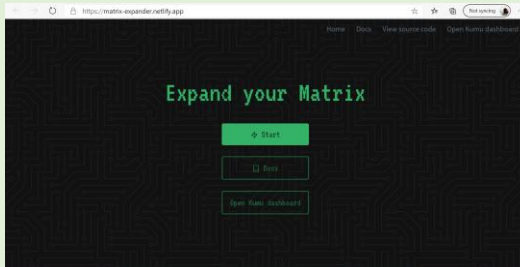 https://matrix-expander.netlify.app
Not syncing
Home Docs View source code Open Kumu dashboard
Expand your Matrix
Start
Docs
Open Kumu dashboard